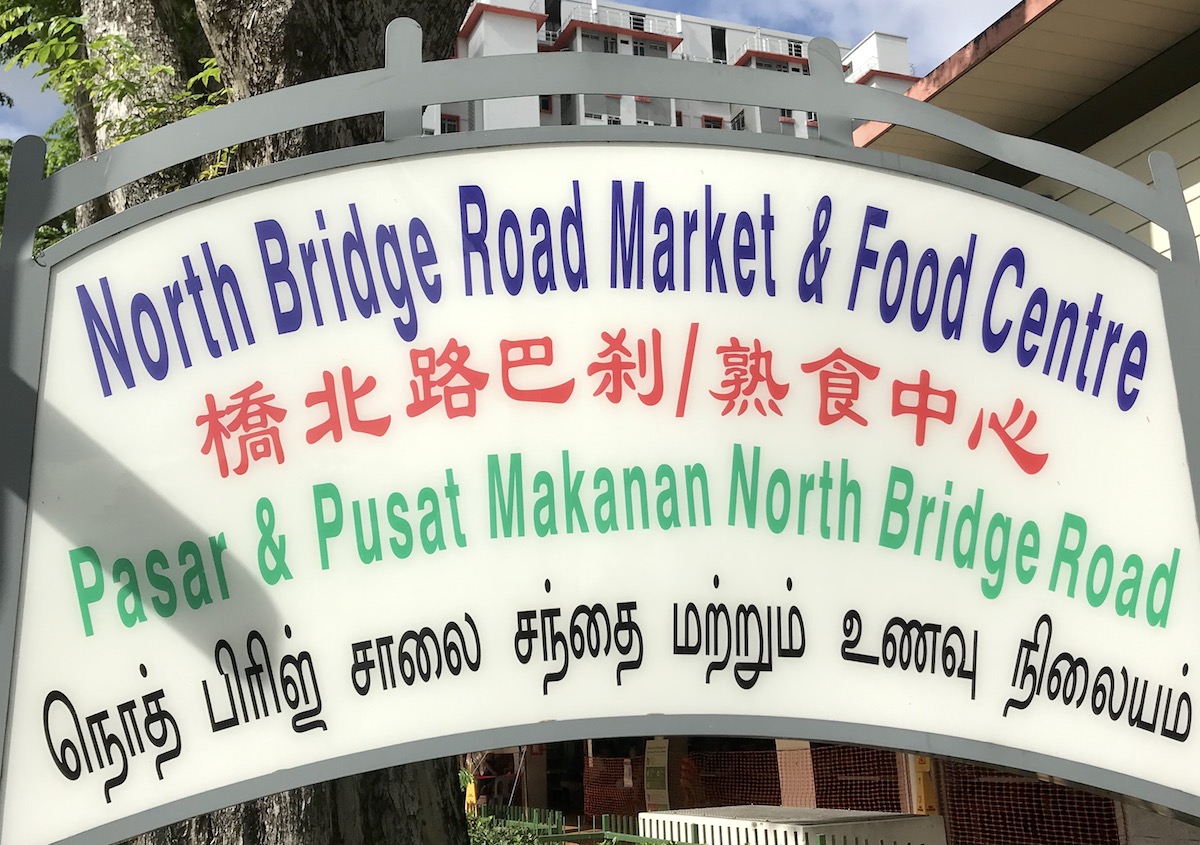 North Bridge Road Market & Food Centre
橋北路巴刹/熟食中心
Pasar & Pusat Makanan North Bridge Road
நொர்த் பிரிஜ் சாலை சந்தை மற்றும் உணவு நிலையம்